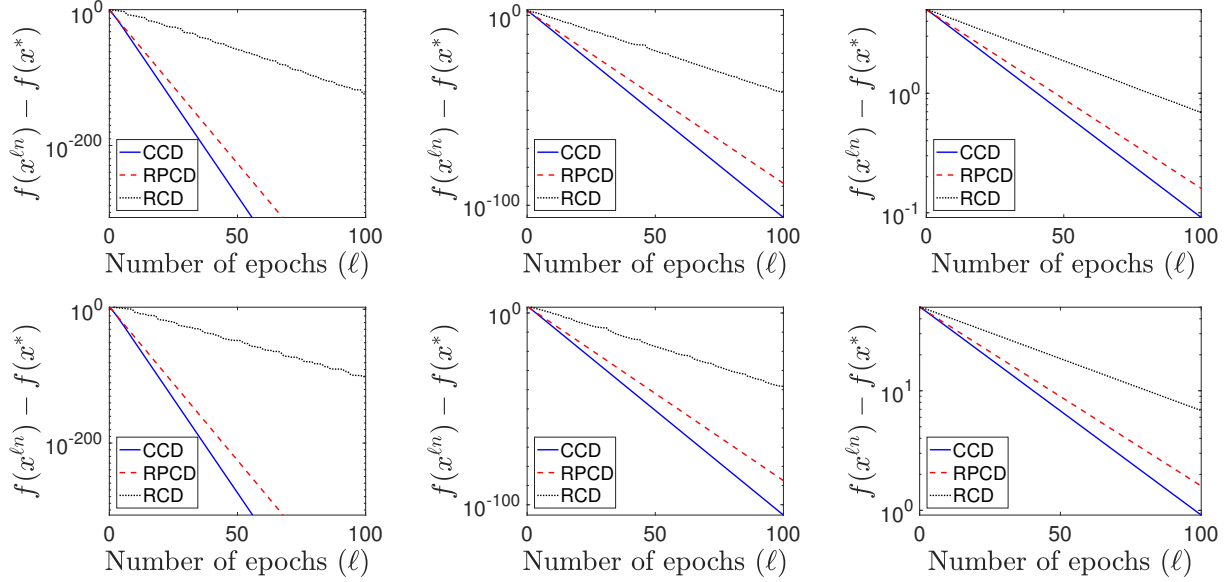 10^0
10^{-200}
f(x^{ℓn}) − f(x^*)
CCD
RPCD
RCD
0 50 100
Number of epochs (ℓ)
10^0
10^{-100}
f(x^{ℓn}) − f(x^*)
CCD
RPCD
RCD
0 50 100
Number of epochs (ℓ)
10^0
10^{-1}
f(x^{ℓn}) − f(x^*)
CCD
RPCD
RCD
0 50 100
Number of epochs (ℓ)
10^0
10^{-200}
f(x^{ℓn}) − f(x^*)
CCD
RPCD
RCD
0 50 100
Number of epochs (ℓ)
10^0
10^{-100}
f(x^{ℓn}) − f(x^*)
CCD
RPCD
RCD
0 50 100
Number of epochs (ℓ)
10^1
10^0
f(x^{ℓn}) − f(x^*)
CCD
RPCD
RCD
0 50 100
Number of epochs (ℓ)